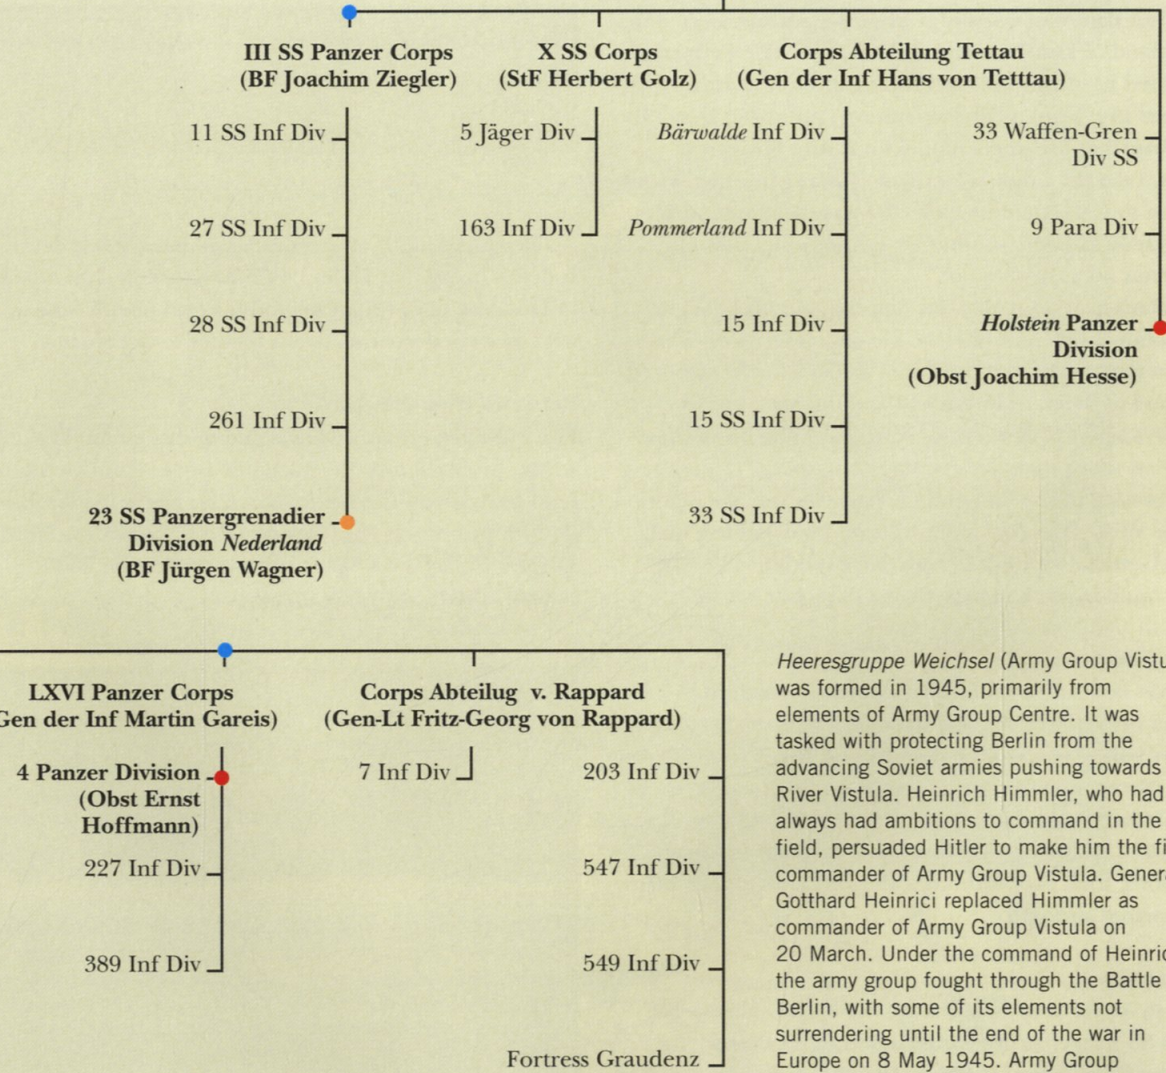 III SS Panzer Corps
(BF Joachim Ziegler)
11 SS Inf Div
27 SS Inf Div
28 SS Inf Div
261 Inf Div
23 SS Panzergrenadier
Division Nederland
(BF Jürgen Wagner)
X SS Corps
(StF Herbert Golz)
5 Jäger Div
163 Inf Div
Corps Abteilung Tettau
(Gen der Inf Hans von Tetttau)
Bärwalde Inf Div
Pommerland Inf Div
15 Inf Div
15 SS Inf Div
33 SS Inf Div
33 Waffen-Gren
Div SS
9 Para Div
Holstein Panzer
Division
(Obst Joachim Hesse)
LXVI Panzer Corps
Gen der Inf Martin Gareis)
4 Panzer Division
(Obst Ernst
Hoffmann)
227 Inf Div
389 Inf Div
Corps Abteilug v. Rappard
(Gen-Lt Fritz-Georg von Rappard)
7 Inf Div
203 Inf Div
547 Inf Div
549 Inf Div
Fortress Graudenz
Heeresgruppe Weichsel (Army Group
was formed in 1945, primarily from
elements of Army Group Centre. It was
tasked with protecting Berlin from the
advancing Soviet armies pushing towards
River Vistula. Heinrich Himmler, who had
always had ambitions to command in the
field, persuaded Hitler to make him the
commander of Army Group Vistula.
Gotthard Heinrici replaced Himmler as
commander of Army Group Vistula on
20 March. Under the command of
the army group fought through the Battle
Berlin, with some of its elements not
surrendering until the end of the war in
Europe on 8 May 1945. Army Group